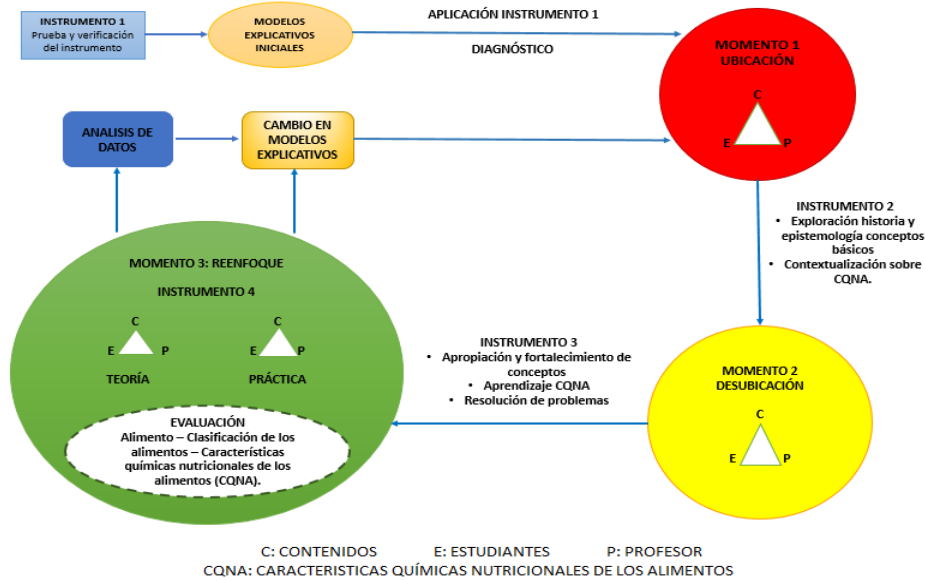 INSTRUMENTO 1
Prueba y verificación
del instrumento
MODELOS
EXPLICATIVOS
INICIALES
APLICACIÓN INSTRUMENTO 1
DIAGNÓSTICO
MOMENTO 1
UBICACIÓN
C
E P
ANALISIS DE
DATOS
CAMBIO EN
MODELOS
EXPLICATIVOS
INSTRUMENTO 2
• Exploración historia y
epistemología conceptos
básicos
• Contextualización sobre
CQNA.
MOMENTO 3: REENFOQUE
INSTRUMENTO 4
C C
E P E P
TEORÍA PRÁCTICA
EVALUACIÓN
Alimento – Clasificación de los
alimentos – Características
químicas nutricionales de los
alimentos (CQNA).
INSTRUMENTO 3
• Apropiación y fortalecimiento de
conceptos
• Aprendizaje CQNA
• Resolución de problemas
MOMENTO 2
DESUBICACIÓN
C
E P
C: CONTENIDOS E: ESTUDIANTES P: PROFESOR
CQNA: CARACTERISTICAS QUÍMICAS NUTRICIONALES DE LOS ALIMENTOS